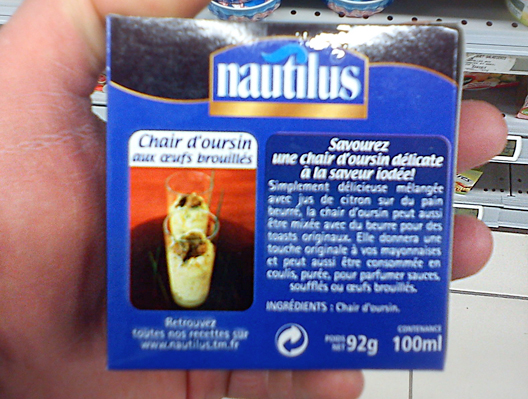 nautilus
Chair d'oursin
aux œufs brouillés
Savourez
une chair d'oursin délicate
à la saveur iodée!
Simplement délicieuse mélangée
avec jus de citron sur du pain
beurré, la chair d'oursin peut aussi
être mixée avec du beurre pour des
toasts originaux. Elle donnera une
touche originale à vos mayonnaises
et peut aussi être consommée en
coulis, purée, pour parfumer sauces,
soufflés ou œufs brouillés.
INGRÉDIENTS : Chair d'oursin.
Retrouvez
toutes nos recettes sur
www.nautilus.tm.fr
POIDS
NET 92g
CONTENANCE
100ml